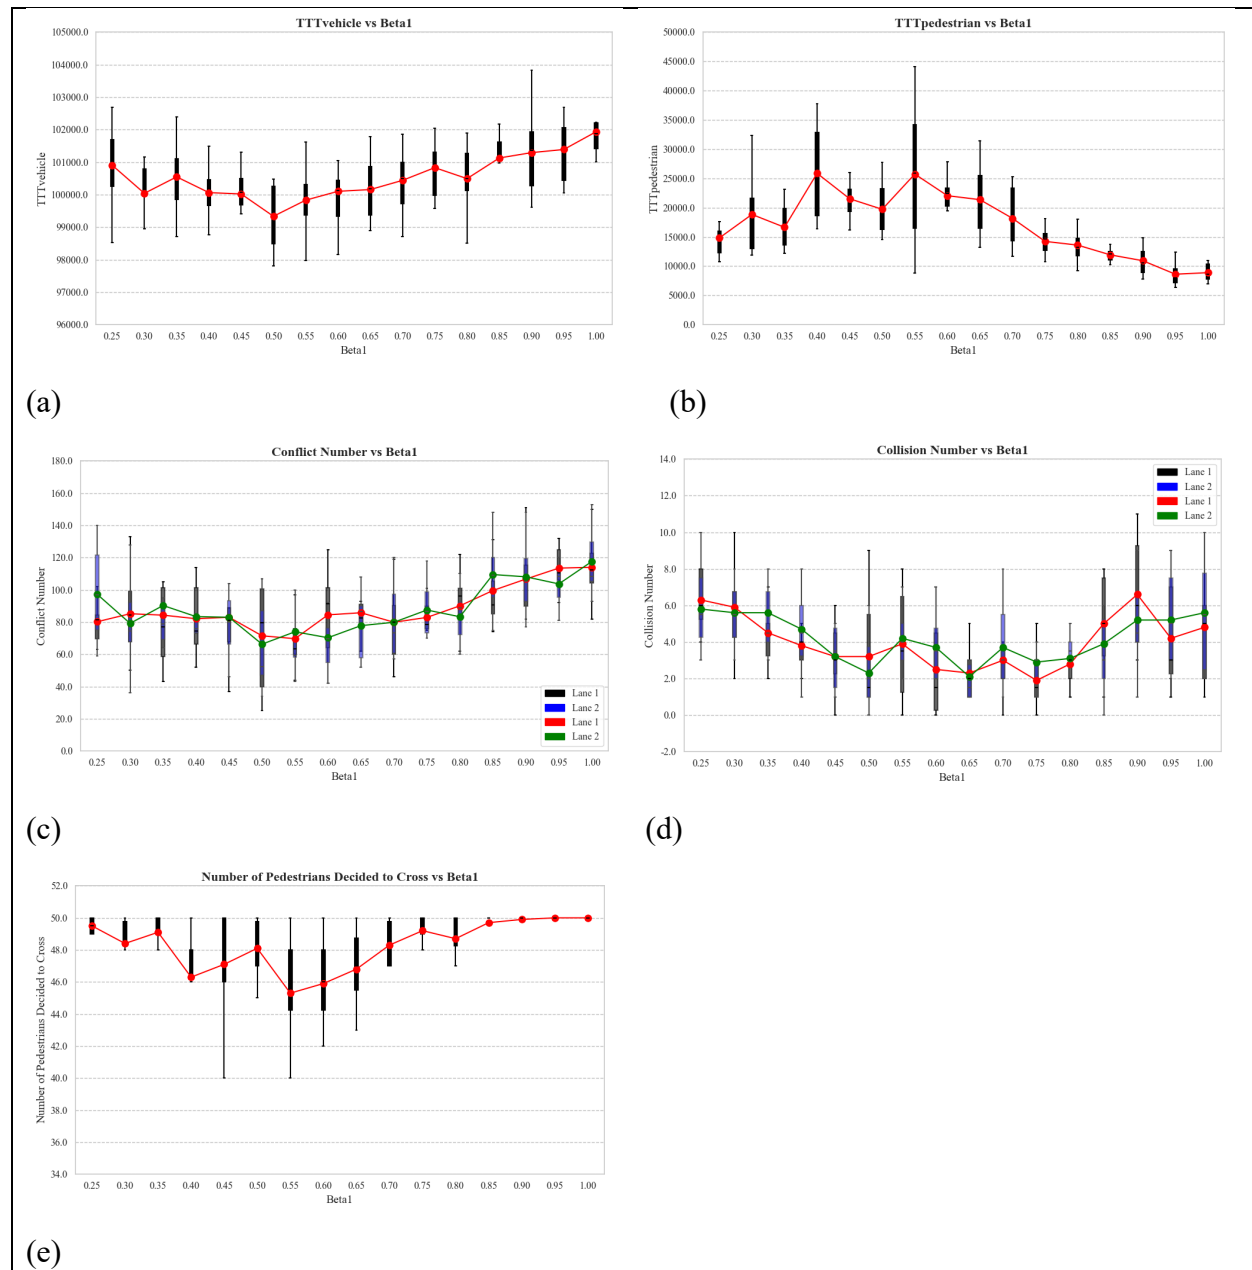 TTTvehicle vs Beta1
105000.0
104000.0
103000.0
102000.0
101000.0
100000.0
99000.0
98000.0
97000.0
96000.0
TTTvehicle
0.25 0.30 0.35 0.40 0.45 0.50 0.55 0.60 0.65 0.70 0.75 0.80 0.85 0.90 0.95 1.00
Beta1
(a)
TTTpedestrian vs Beta1
50000.0
45000.0
40000.0
35000.0
30000.0
25000.0
20000.0
15000.0
10000.0
5000.0
0.0
TTTpedestrian
0.25 0.30 0.35 0.40 0.45 0.50 0.55 0.60 0.65 0.70 0.75 0.80 0.85 0.90 0.95 1.00
Beta1
(b)
Conflict Number vs Beta1
180.0
160.0
140.0
120.0
100.0
80.0
60.0
40.0
20.0
0.0
Conflict Number
Lane 1
Lane 2
Lane 1
Lane 2
0.25 0.30 0.35 0.40 0.45 0.50 0.55 0.60 0.65 0.70 0.75 0.80 0.85 0.90 0.95 1.00
Beta1
(c)
Collision Number vs Beta1
14.0
12.0
10.0
8.0
6.0
4.0
2.0
0.0
-2.0
Collision Number
Lane 1
Lane 2
Lane 1
Lane 2
0.25 0.30 0.35 0.40 0.45 0.50 0.55 0.60 0.65 0.70 0.75 0.80 0.85 0.90 0.95 1.00
Beta1
(d)
Number of Pedestrians Decided to Cross vs Beta1
52.0
50.0
48.0
46.0
44.0
42.0
40.0
38.0
36.0
34.0
Number of Pedestrians Decided to Cross
0.25 0.30 0.35 0.40 0.45 0.50 0.55 0.60 0.65 0.70 0.75 0.80 0.85 0.90 0.95 1.00
Beta1
(e)